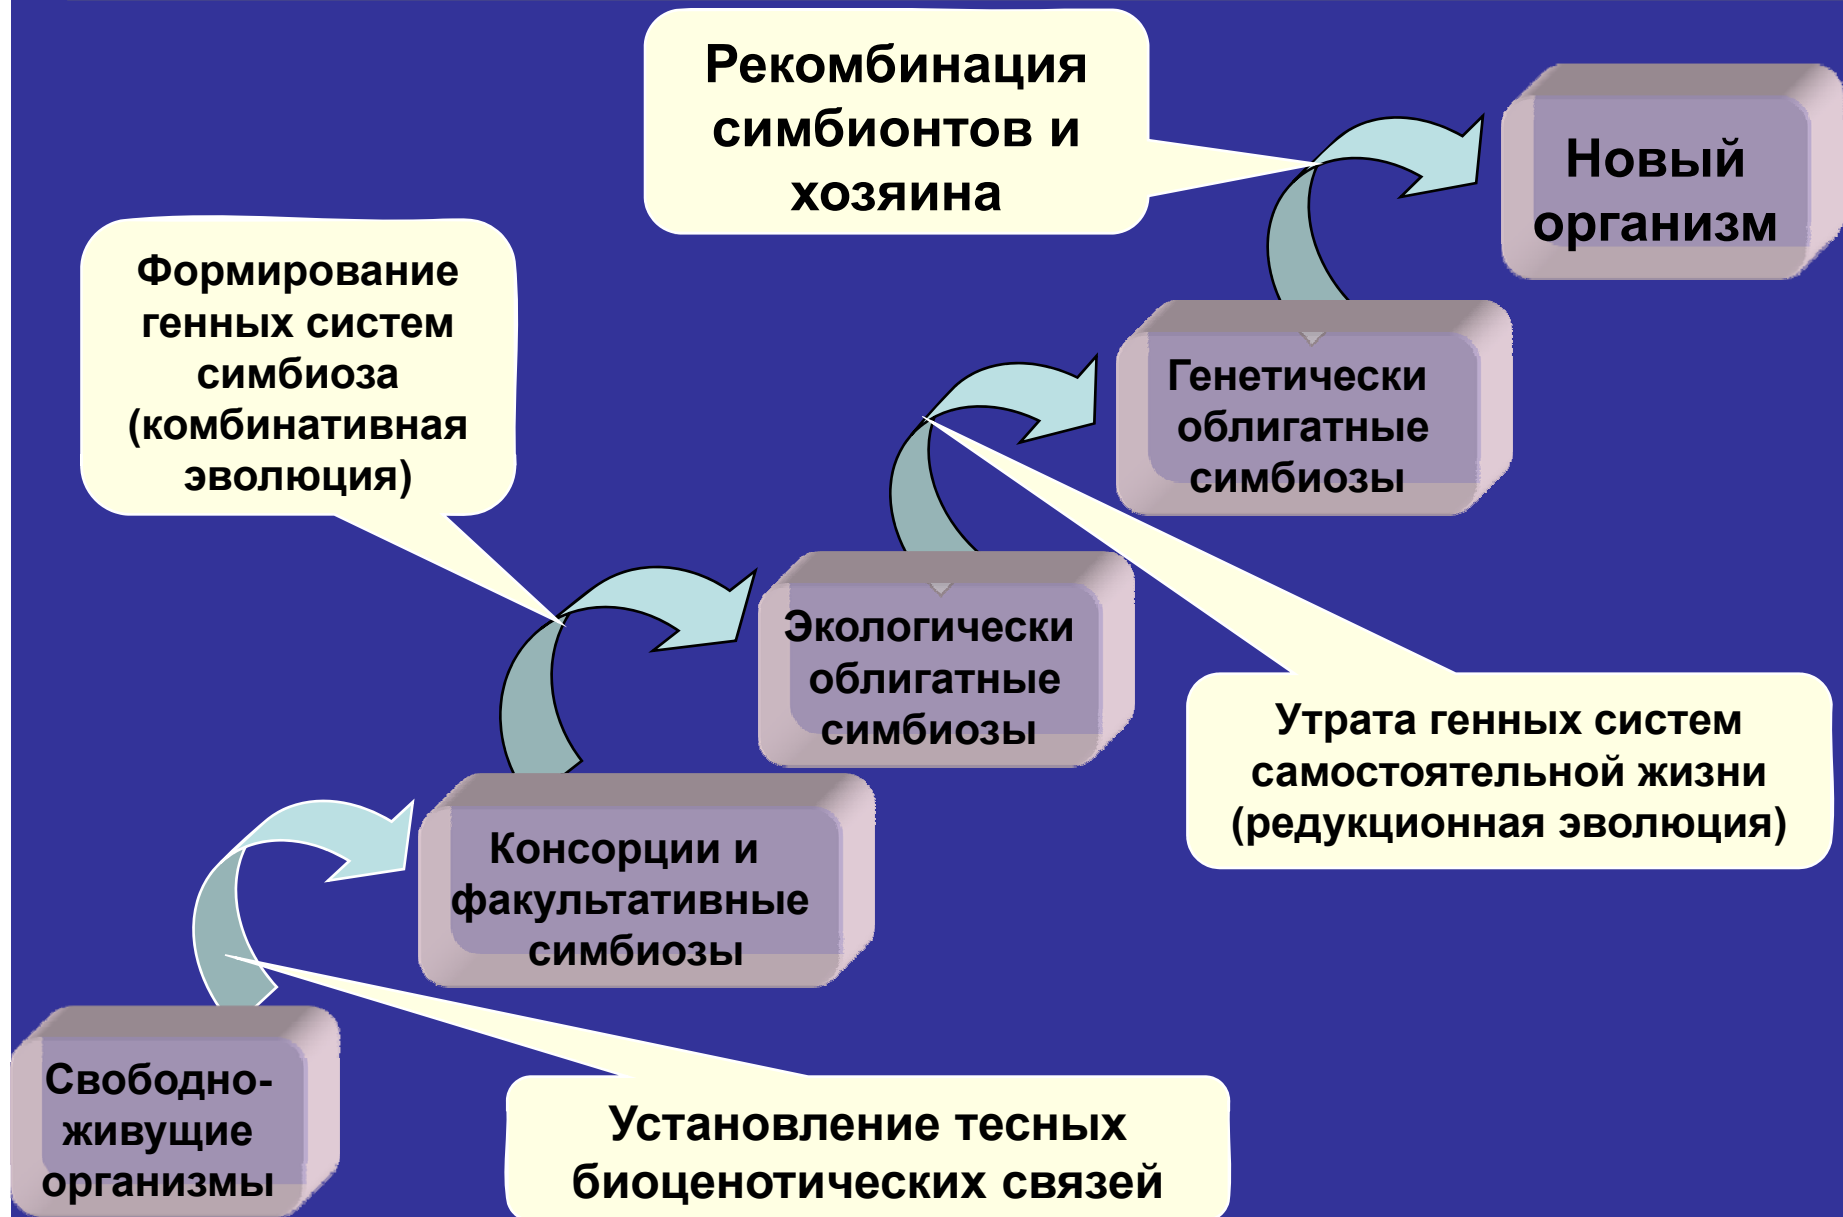 Рекомбинация
симбионтов и
хозяина
Новый
организм
Формирование
генных систем
симбиоза
(комбинативная
эволюция)
Генетически
облигатные
симбиозы
Экологически
облигатные
симбиозы
Утрата генных систем
самостоятельной жизни
(редукционная эволюция)
Консорции и
факультативные
симбиозы
Свободно-
живущие
организмы
Установление тесных
биоценотических связей